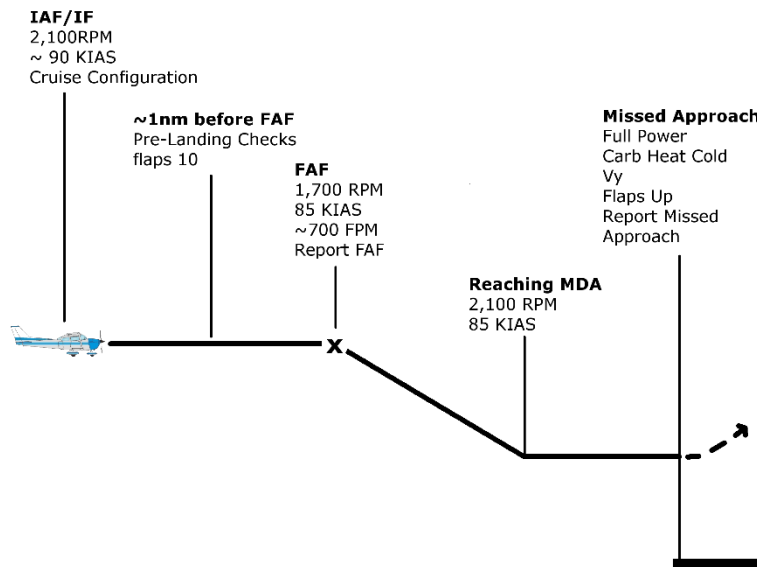 IAF/IF
2,100RPM
~ 90 KIAS
Cruise Configuration
~1nm before FAF
Pre-Landing Checks
flaps 10
FAF
1,700 RPM
85 KIAS
~700 FPM
Report FAF
x
Reaching MDA
2,100 RPM
85 KIAS
Missed Approach
Full Power
Carb Heat Cold
Vy
Flaps Up
Report Missed
Approach